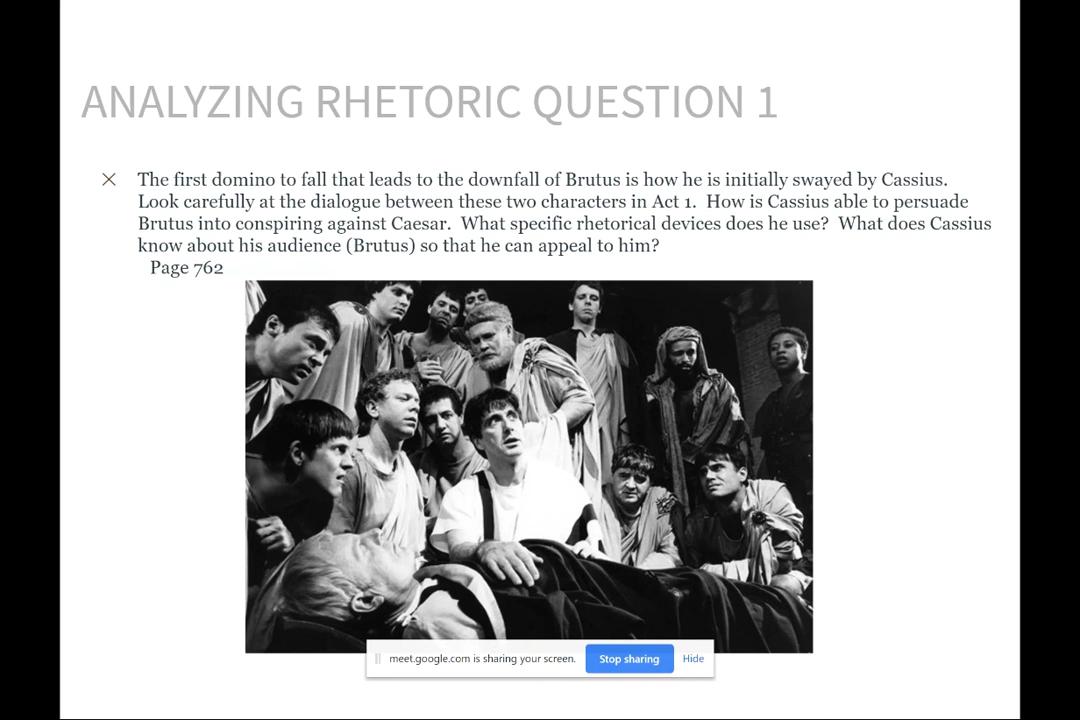 ANALYZING RHETORIC QUESTION 1
The first domino to fall that leads to the downfall of Brutus is how he is initially swayed by Cassius.
Look carefully at the dialogue between these two characters in Act 1.  How is Cassius able to persuade
Brutus into conspiring against Caesar.  What specific rhetorical devices does he use?  What does Cassius
know about his audience (Brutus) so that he can appeal to him?
Page 762
meet.google.com is sharing your screen. Stop sharing Hide